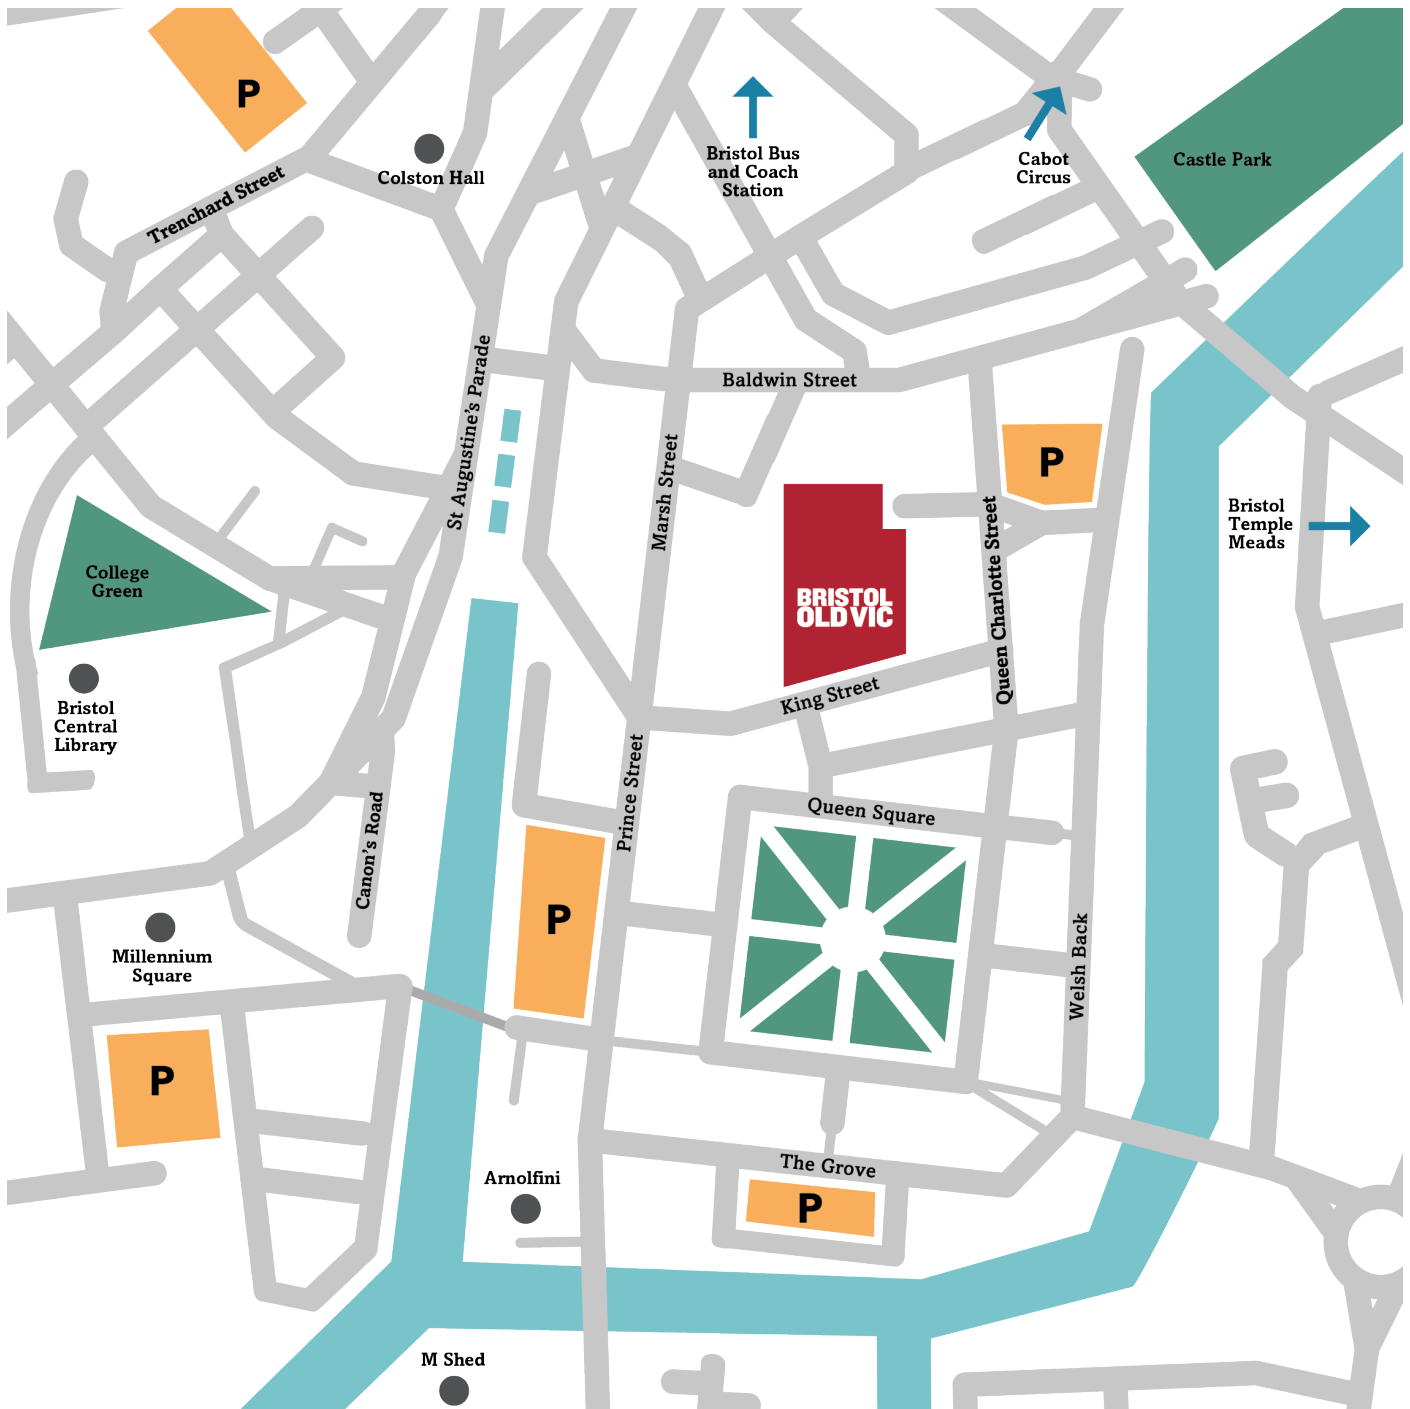 P
Colston Hall
Trenchard Street
Bristol Bus
and Coach
Station
Cabot
Circus
Castle Park
St Augustine's Parade
Baldwin Street
Marsh Street
P
Queen Charlotte Street
Bristol
Temple
Meads
College
Green
BRISTOL
OLD VIC
King Street
Bristol
Central
Library
Prince Street
Queen Square
Canon's Road
P
Millennium
Square
Welsh Back
P
The Grove
P
Arnolfini
M Shed